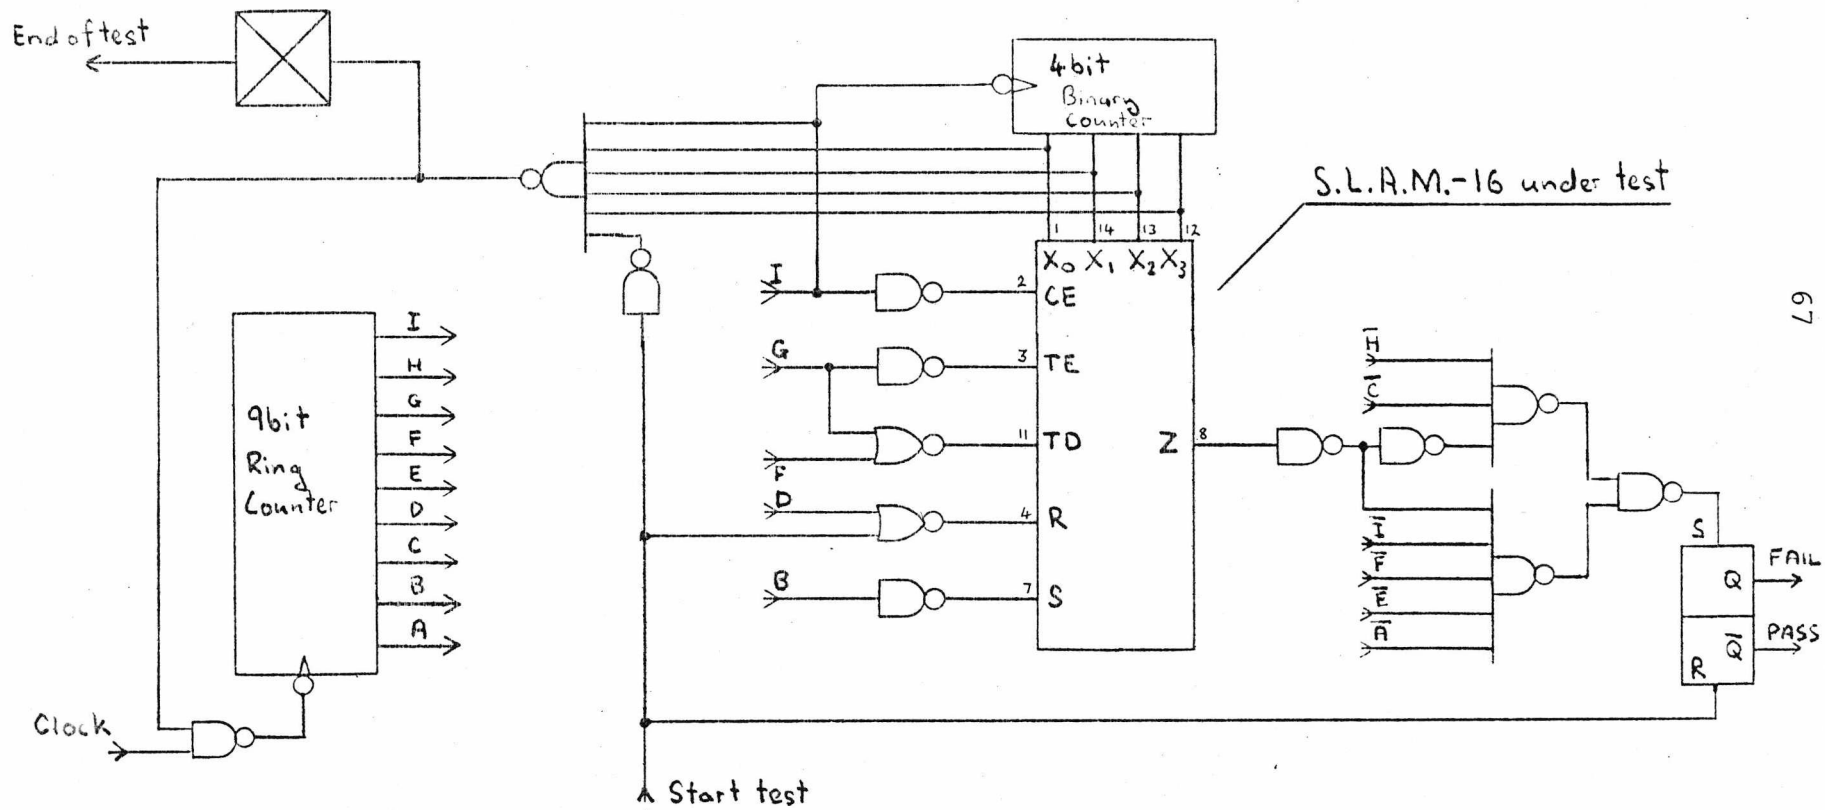 End of test
4bit
Binary
Counter
S.L.A.M.-16 under test
1 14 13 12
X0 X1 X2 X3
I
2 CE
G
3 TE
11 TD
F
D
4 R
B
7 S
Z 8
9bit
Ring
Counter
I
H
G
F
E
D
C
B
A
Clock
Start test
H̅
C̅
I̅
F̅
E̅
A̅
S
Q
FAIL
Q̅
PASS
R
67